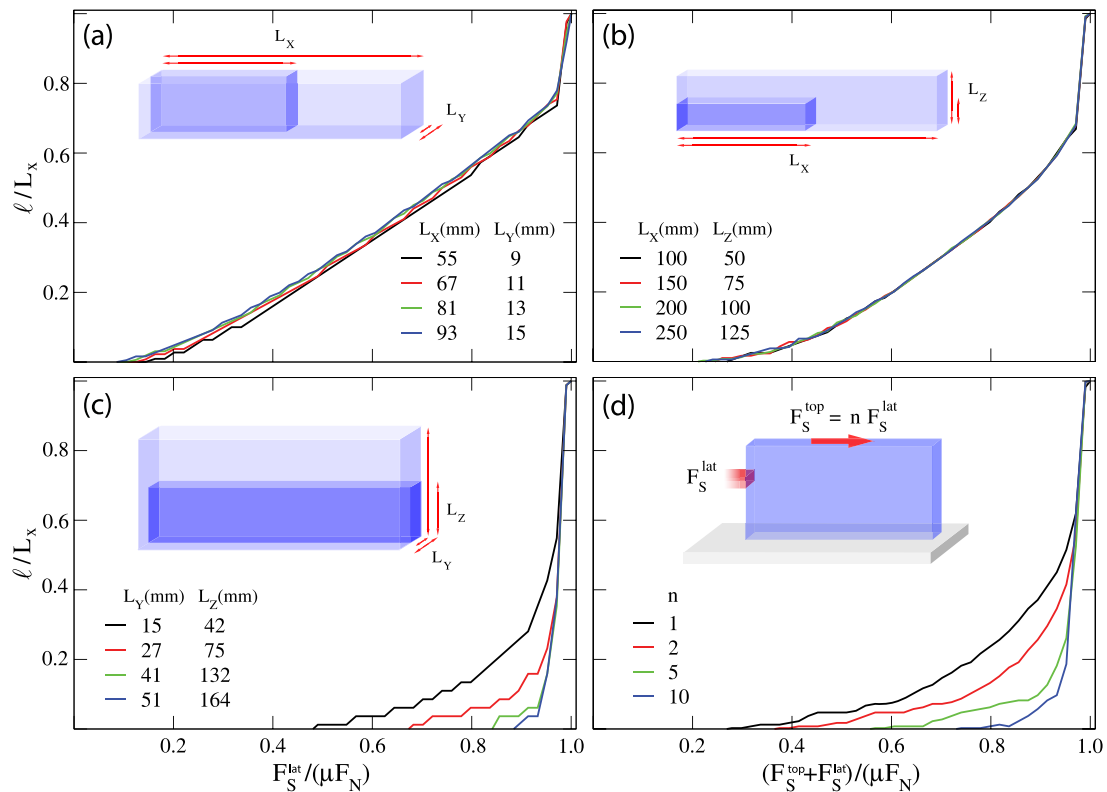 (a)
L_X
L_Y
ℓ/L_x
0.8
0.6
0.4
0.2
L_X(mm) L_Y(mm)
55 9
67 11
81 13
93 15
(b)
L_Z
L_X
L_X(mm) L_Z(mm)
100 50
150 75
200 100
250 125
(c)
L_Z
L_Y
ℓ/L_x
0.8
0.6
0.4
0.2
L_Y(mm) L_Z(mm)
15 42
27 75
41 132
51 164
0.2 0.4 0.6 0.8 1.0
F_S^lat/(μF_N)
(d)
F_S^top = n F_S^lat
F_S^lat
n
1
2
5
10
0.2 0.4 0.6 0.8 1.0
(F_S^top+F_S^lat)/(μF_N)